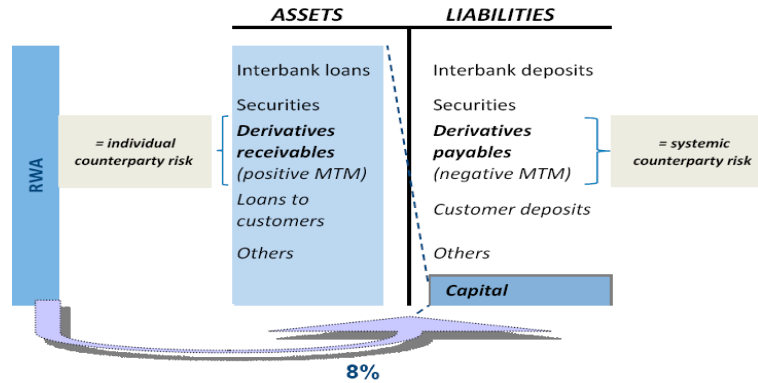 ASSETS
LIABILITIES
Interbank loans
Interbank deposits
Securities
Securities
= individual
counterparty risk
Derivatives
receivables
(positive MTM)
Derivatives
payables
(negative MTM)
= systemic
counterparty risk
RWA
Loans to
customers
Customer deposits
Others
Others
Capital
8%